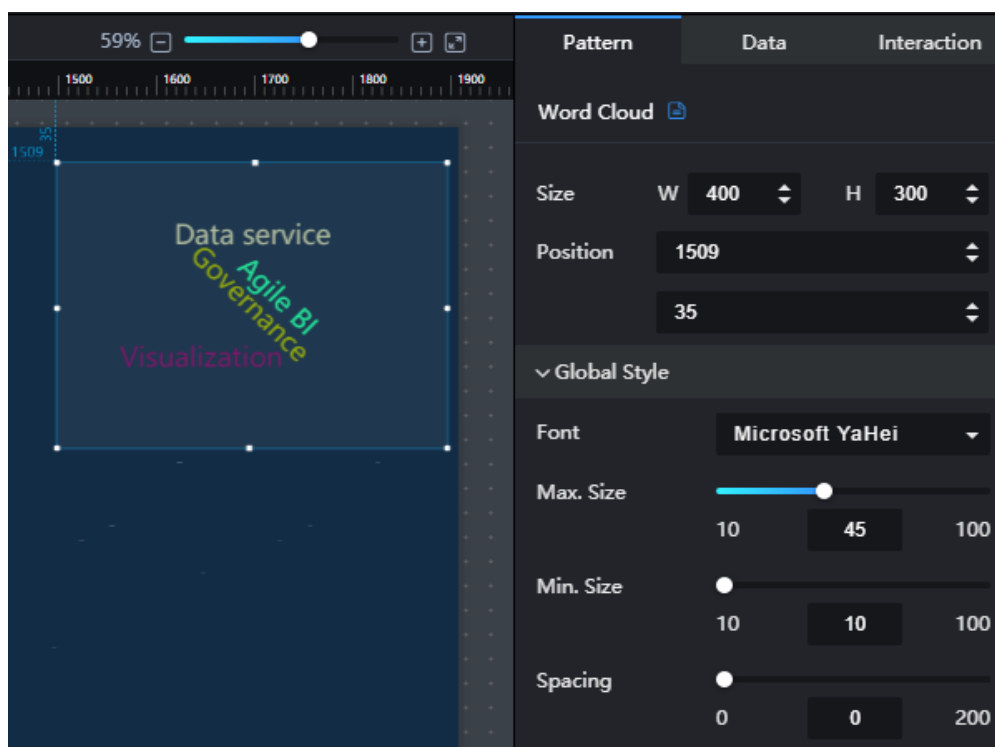 59%
Pattern Data Interaction
1500 1600 1700 1800 1900
Word Cloud
35
1509
Size W 400 H 300
Data service
Governance
Agile BI
Visualization
Position 1509
35
Global Style
Font Microsoft YaHei
Max. Size
10 45 100
Min. Size
10 10 100
Spacing
0 0 200